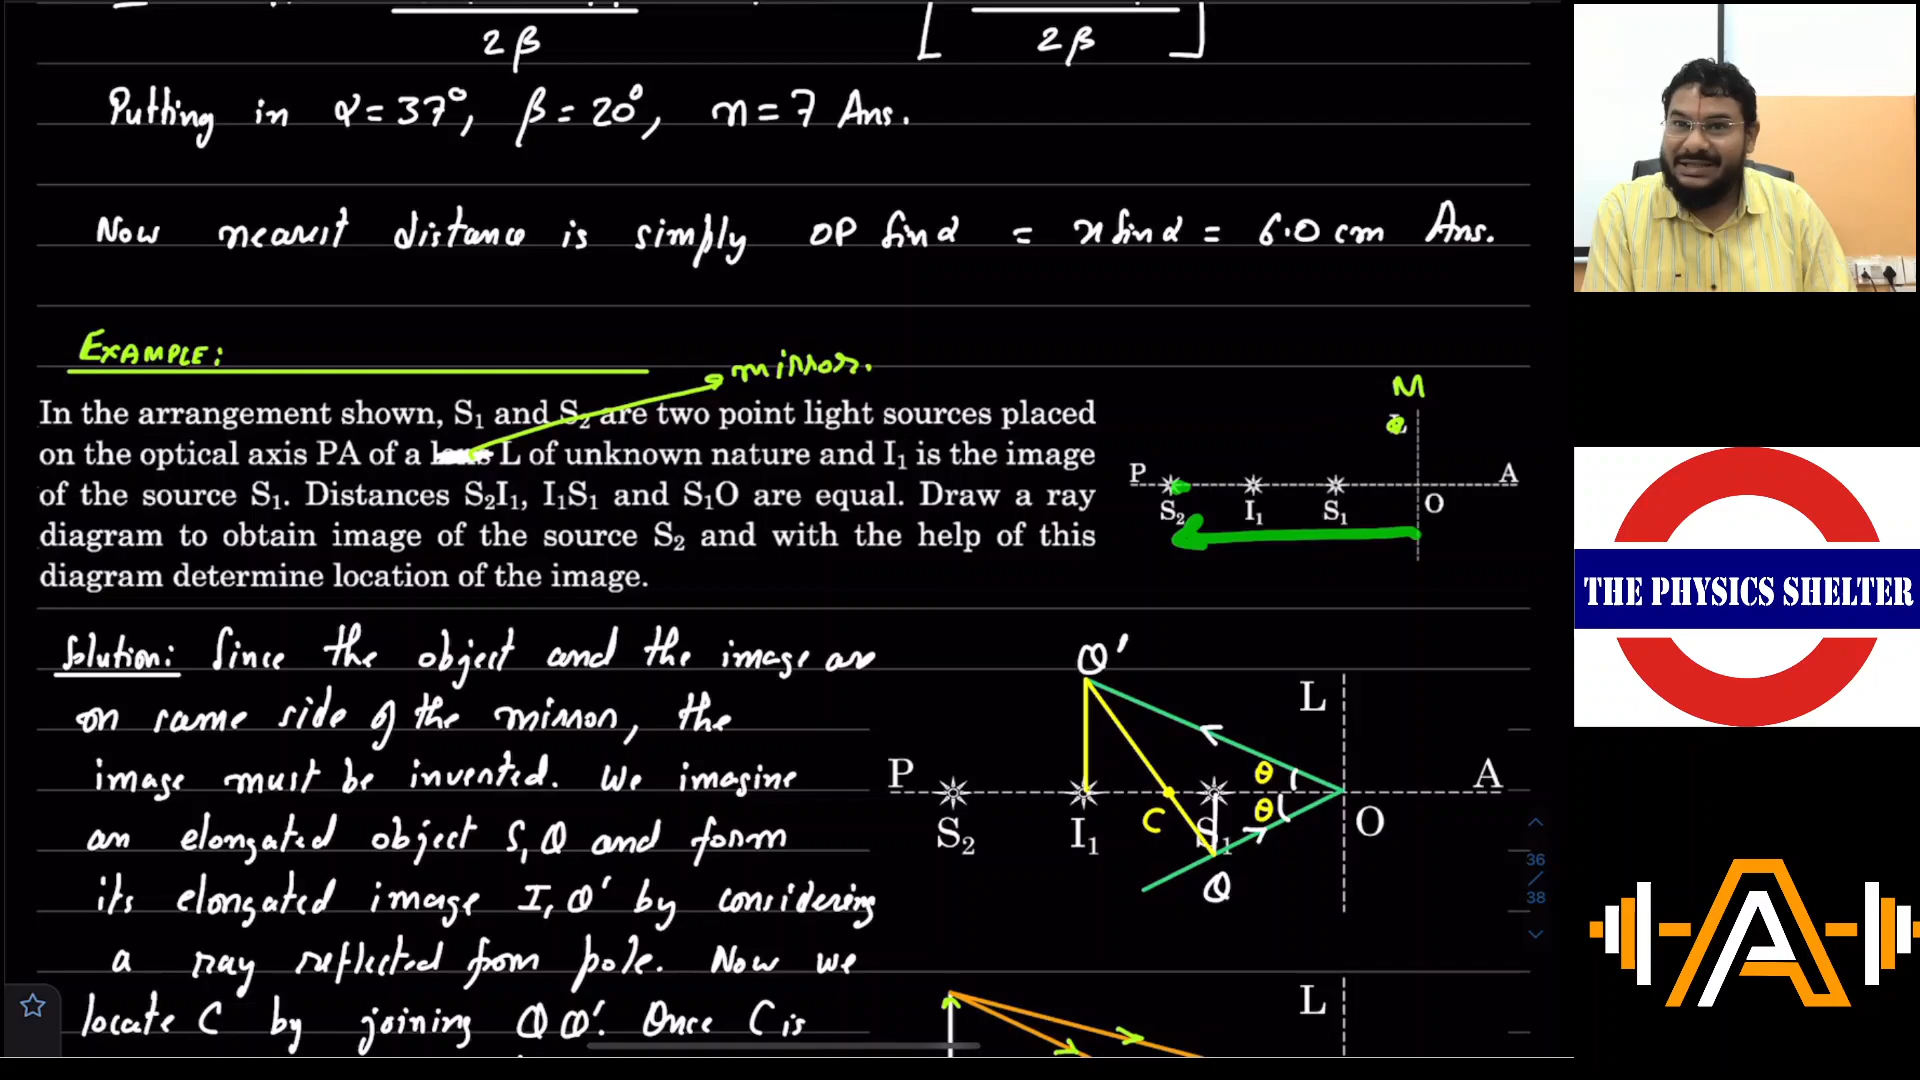 2β 2β
Putting in α = 37°, β = 20°, n = 7 Ans.
Now nearest distance is simply OP sinα = x sinα = 6.0 cm Ans.
EXAMPLE:
mirror.
In the arrangement shown, S₁ and S₂ are two point light sources placed
on the optical axis PA of a L of unknown nature and I₁ is the image
of the source S₁. Distances S₂I₁, I₁S₁ and S₁O are equal. Draw a ray
diagram to obtain image of the source S₂ and with the help of this
diagram determine location of the image.
M
P A
S₂ I₁ S₁ O
Solution: Since the object and the image are
on same side of the mirror, the
image must be inverted. We imagine
an elongated object S, Q and form
its elongated image I, Q' by considering
a ray reflected from pole. Now we
locate C by joining QQ'. Once C is
Q'
L
P θ A
S₂ I₁ C θ S₁ O
Q
L
36
/
38
THE PHYSICS SHELTER
A